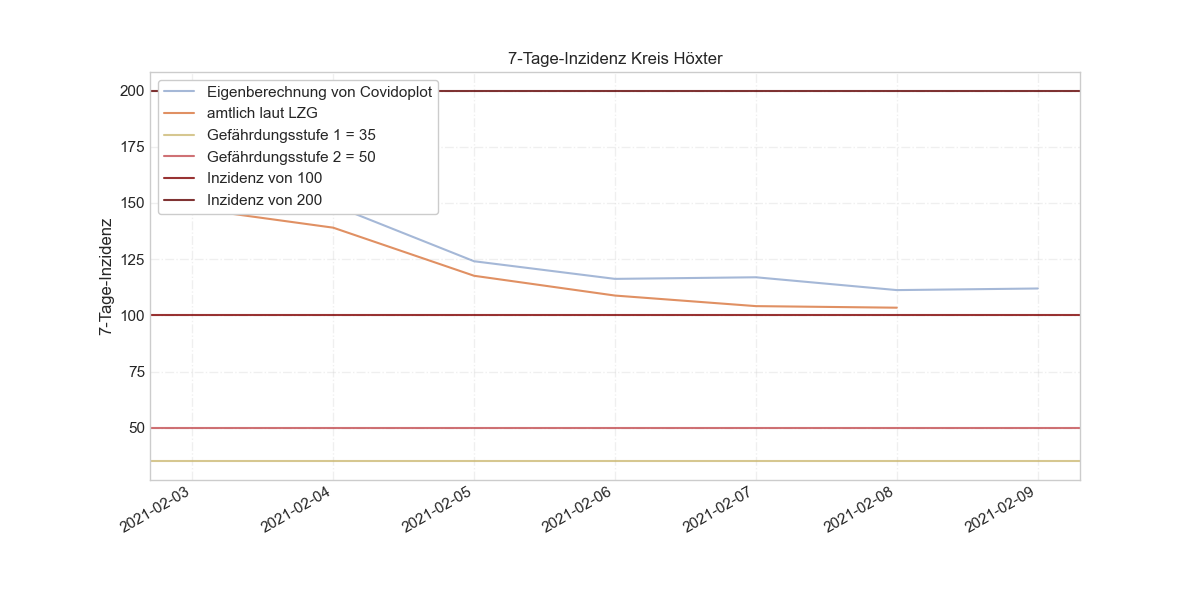 7-Tage-Inzidenz Kreis Höxter
Eigenberechnung von Covidoplot
amtlich laut LZG
Gefährdungsstufe 1 = 35
Gefährdungsstufe 2 = 50
Inzidenz von 100
Inzidenz von 200
7-Tage-Inzidenz
200
175
150
125
100
75
50
2021-02-03
2021-02-04
2021-02-05
2021-02-06
2021-02-07
2021-02-08
2021-02-09